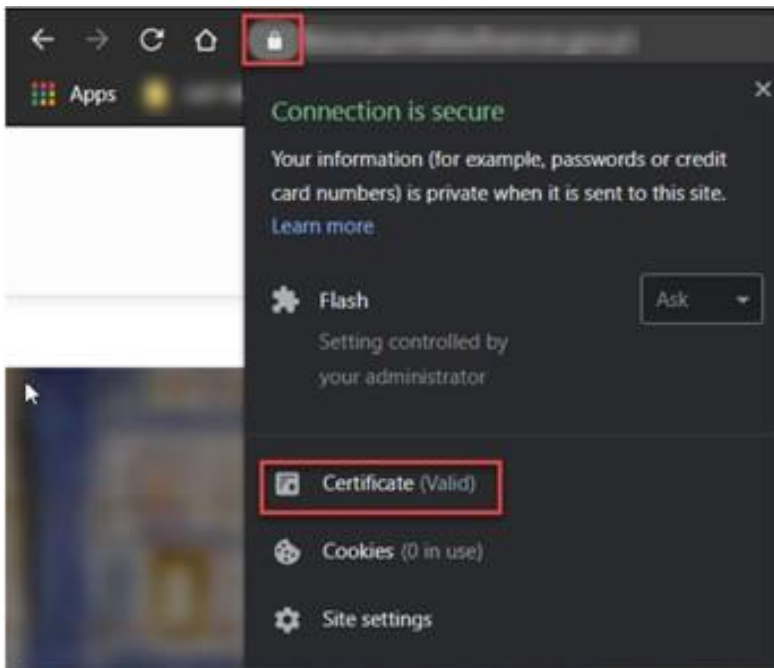 Apps
Connection is secure
Your information (for example, passwords or credit
card numbers) is private when it is sent to this site.
Learn more
Flash
Ask
Setting controlled by
your administrator
Certificate (Valid)
Cookies (0 in use)
Site settings